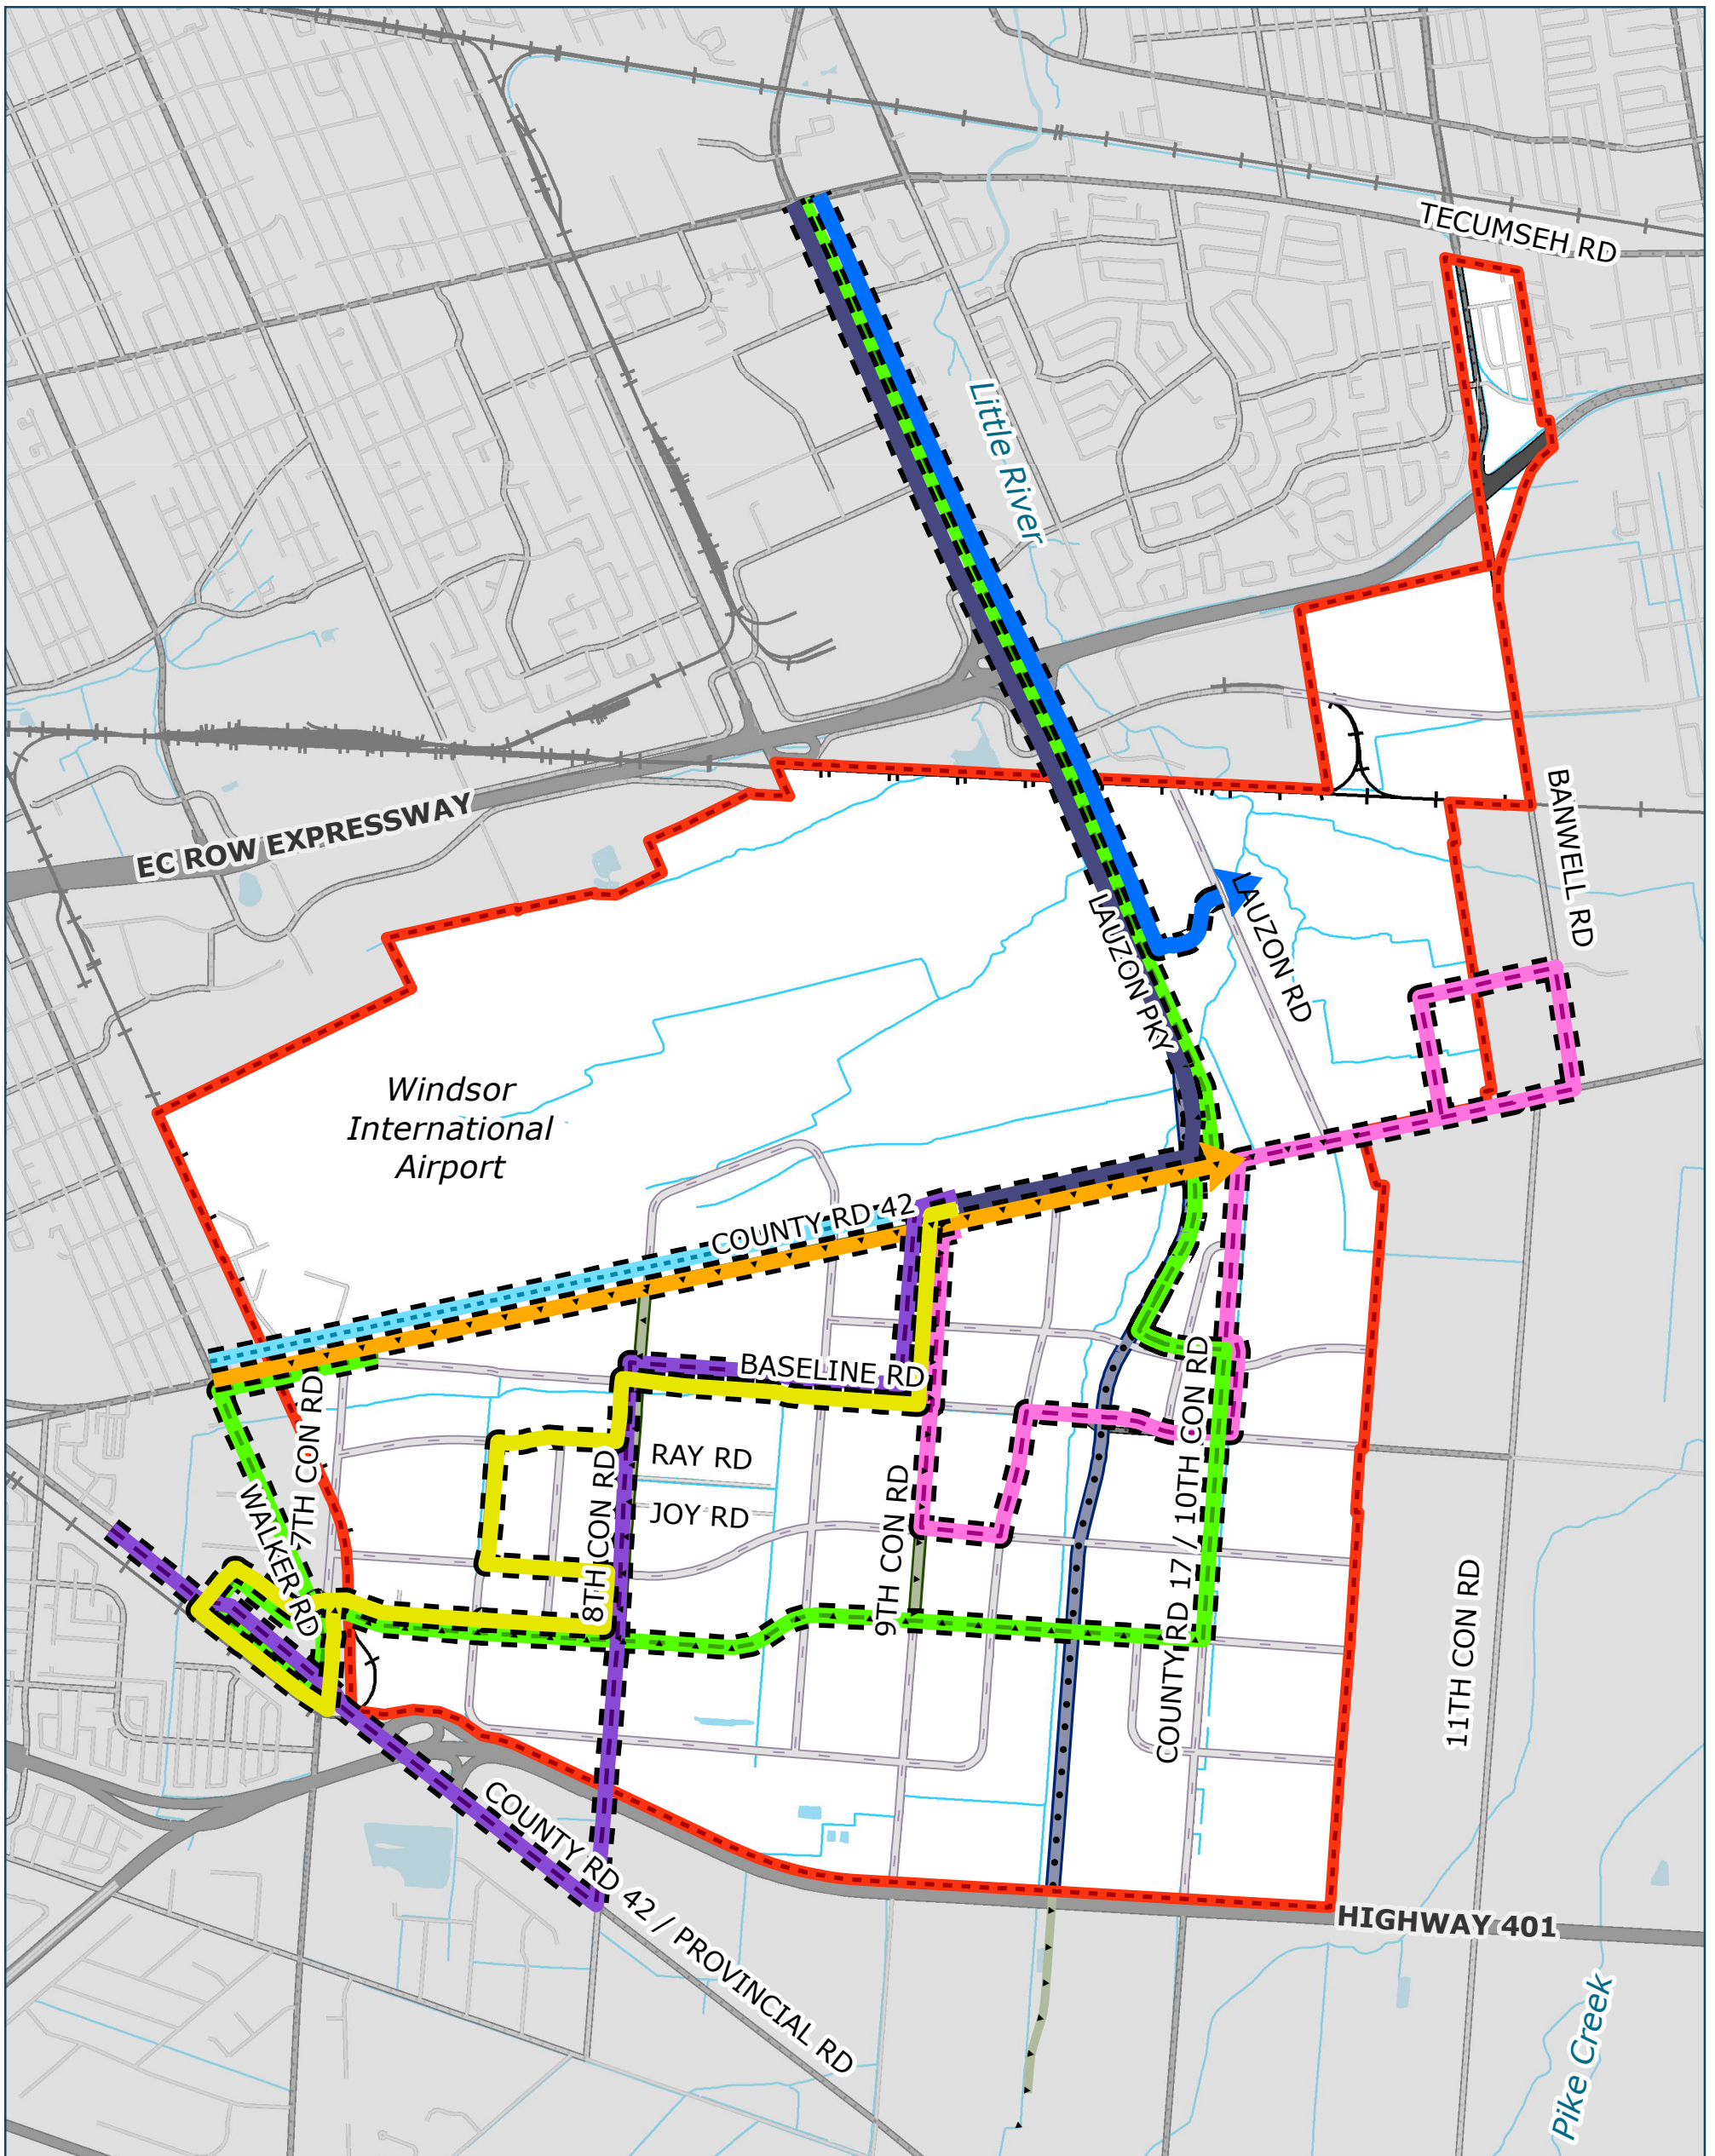 TECUMSEH RD
Little River
BANWELL RD
EC ROW EXPRESSWAY
LAUZON RD
LAUZON PKY
Windsor
International
Airport
COUNTY RD 42
BASELINE RD
7TH CON RD
RAY RD
JOY RD
WALKER RD
8TH CON RD
9TH CON RD
COUNTY RD 17 / 10TH CON RD
11TH CON RD
COUNTY RD 42 / PROVINCIAL RD
HIGHWAY 401
Pike Creek